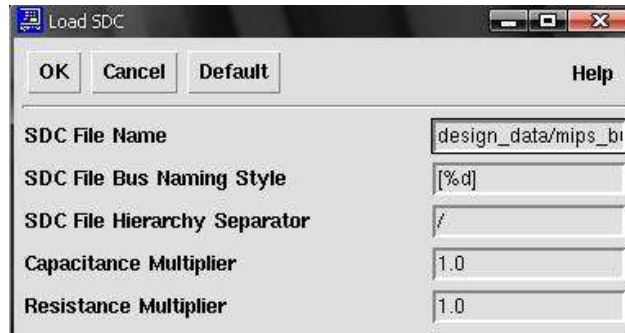 Load SDC
OK Cancel Default Help
SDC File Name design_data/mips_
SDC File Bus Naming Style [%d]
SDC File Hierarchy Separator /
Capacitance Multiplier 1.0
Resistance Multiplier 1.0